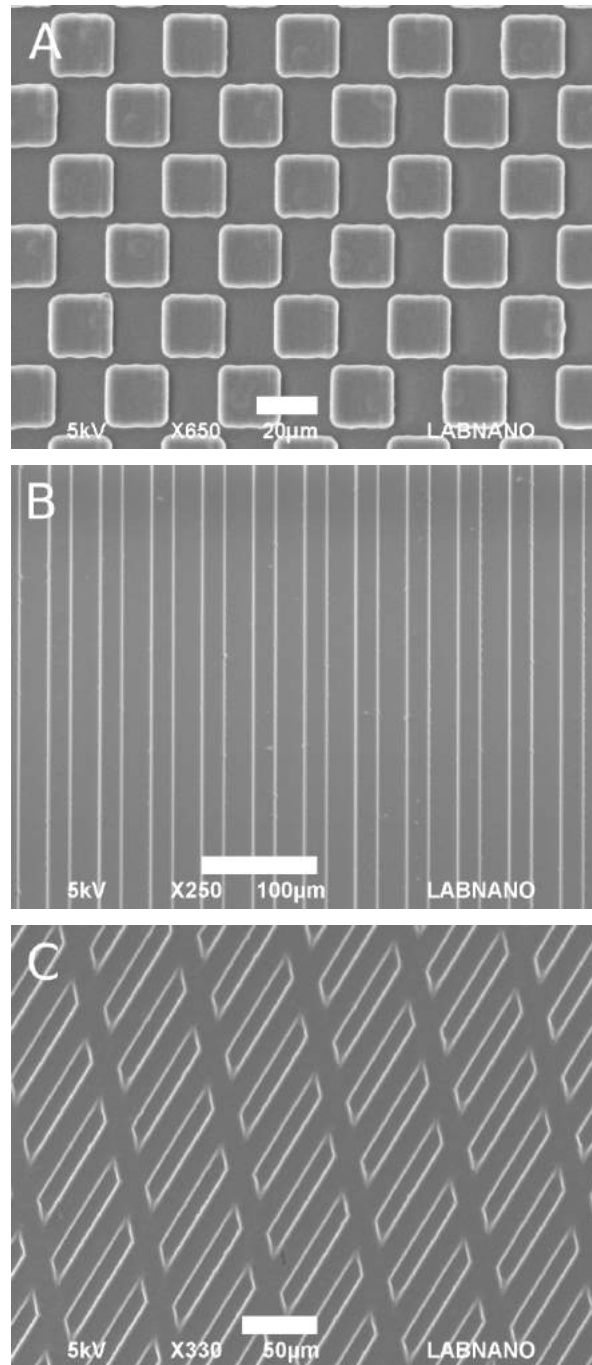 A
5kV X650 20µm LABNANO
B
5kV X250 100µm LABNANO
C
5kV X330 50µm LABNANO